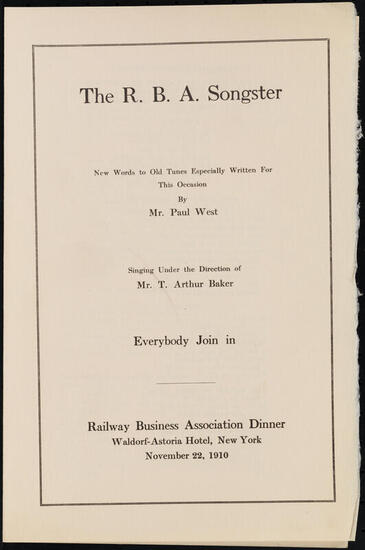 The R. B. A. Songster
New Words to Old Tunes Especially Written For
This Occasion
By
Mr. Paul West
Singing Under the Direction of
Mr. T. Arthur Baker
Everybody Join in
Railway Business Association Dinner
Waldorf-Astoria Hotel, New York
November 22, 1910